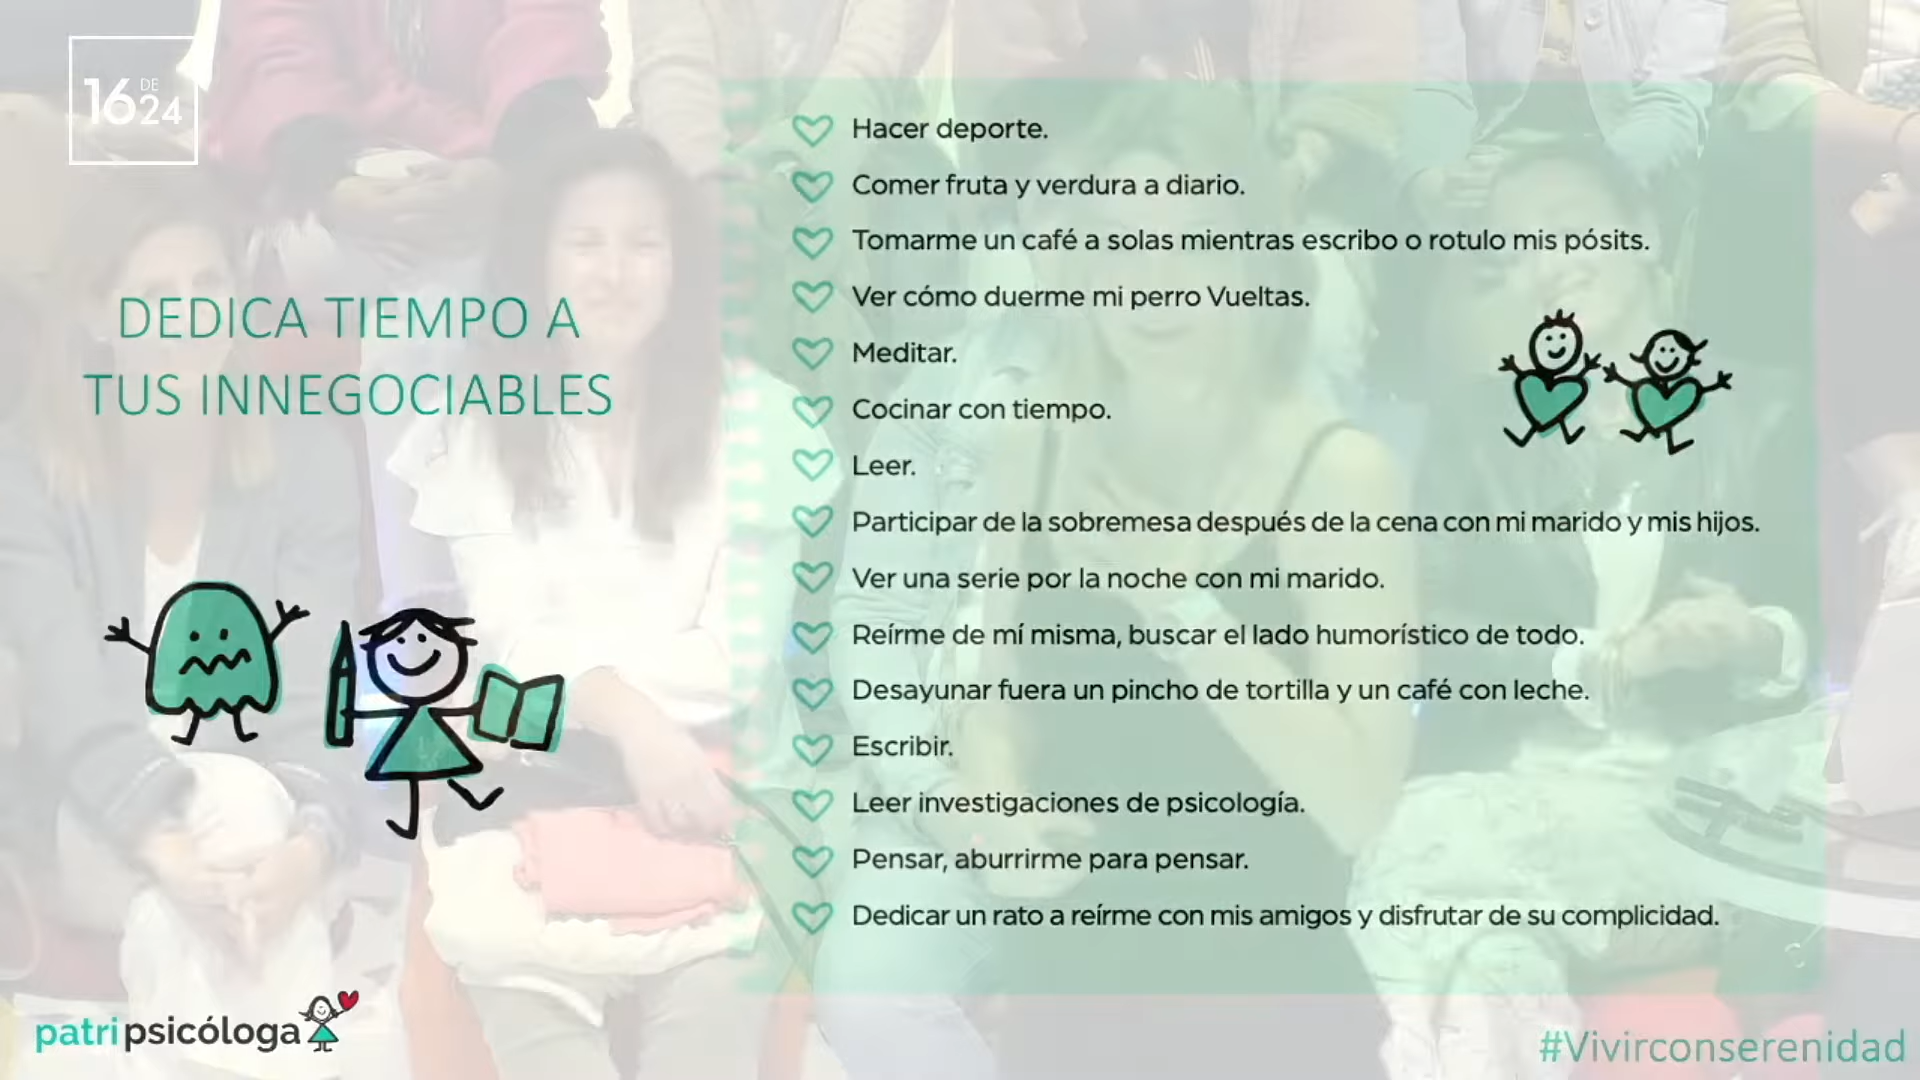 16 DE 24
DEDICA TIEMPO A
TUS INNEGOCIABLES
Hacer deporte.
Comer fruta y verdura a diario.
Tomarme un café a solas mientras escribo o rotulo mis pósits.
Ver cómo duerme mi perro Vueltas.
Meditar.
Cocinar con tiempo.
Leer.
Participar de la sobremesa después de la cena con mi marido y mis hijos.
Ver una serie por la noche con mi marido.
Reírme de mí misma, buscar el lado humorístico de todo.
Desayunar fuera un pincho de tortilla y un café con leche.
Escribir.
Leer investigaciones de psicología.
Pensar, aburrirme para pensar.
Dedicar un rato a reírme con mis amigos y disfrutar de su complicidad.
patripsicóloga
#Vivirconserenidad